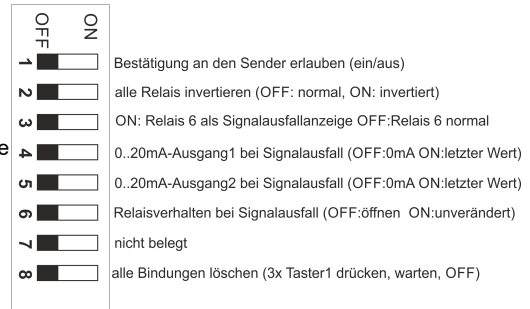 OFF ON
1 Bestätigung an den Sender erlauben (ein/aus)
2 alle Relais invertieren (OFF: normal, ON: invertiert)
3 ON: Relais 6 als Signalausfallanzeige OFF:Relais 6 normal
e 4 0..20mA-Ausgang1 bei Signalausfall (OFF:0mA ON:letzter Wert)
5 0..20mA-Ausgang2 bei Signalausfall (OFF:0mA ON:letzter Wert)
6 Relaisverhalten bei Signalausfall (OFF:öffnen ON:unverändert)
7 nicht belegt
8 alle Bindungen löschen (3x Taster1 drücken, warten, OFF)